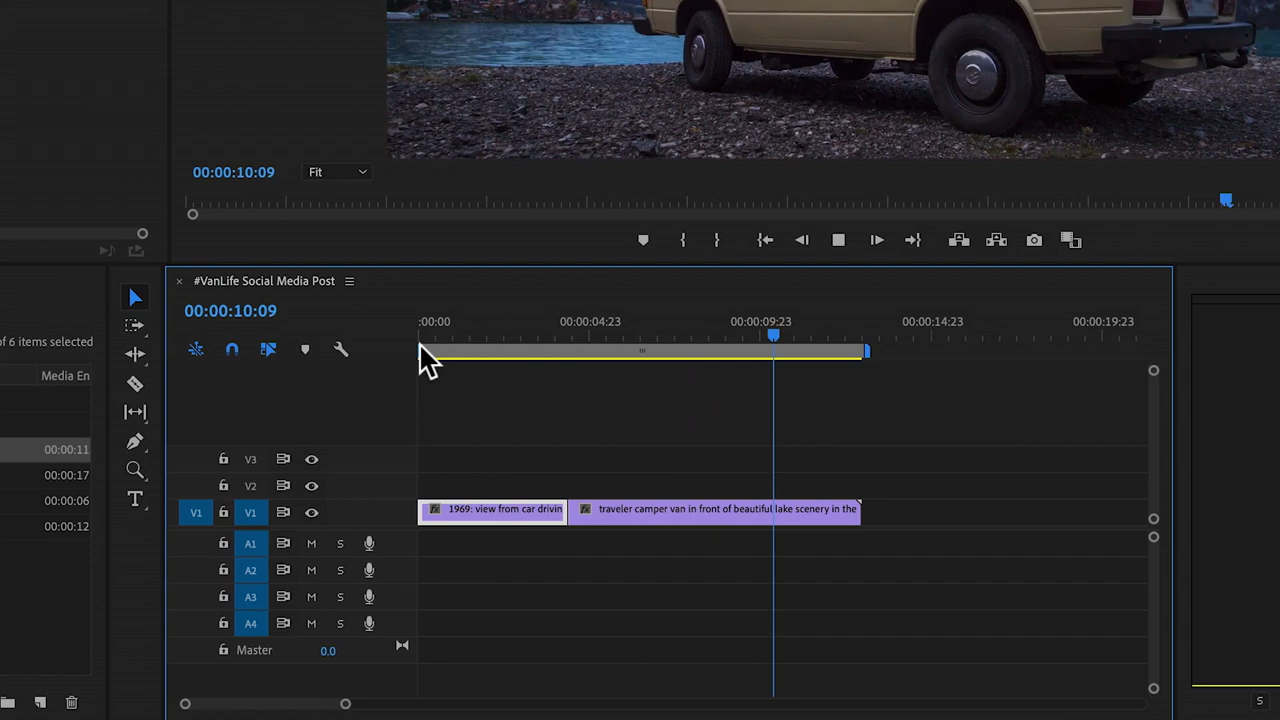 00:00:10:09 Fit
#VanLife Social Media Post
00:00:10:09
:00:00 00:00:04:23 00:00:09:23 00:00:14:23 00:00:19:23
of 6 items selected
Media En
00:00:11
00:00:17
00:00:06
00:00:12
V3
V2
V1 V1 fx 1969: view from car drivin fx traveler camper van in front of beautiful lake scenery in the
A1 M S
A2 M S
A3 M S
A4 M S
Master 0.0
S